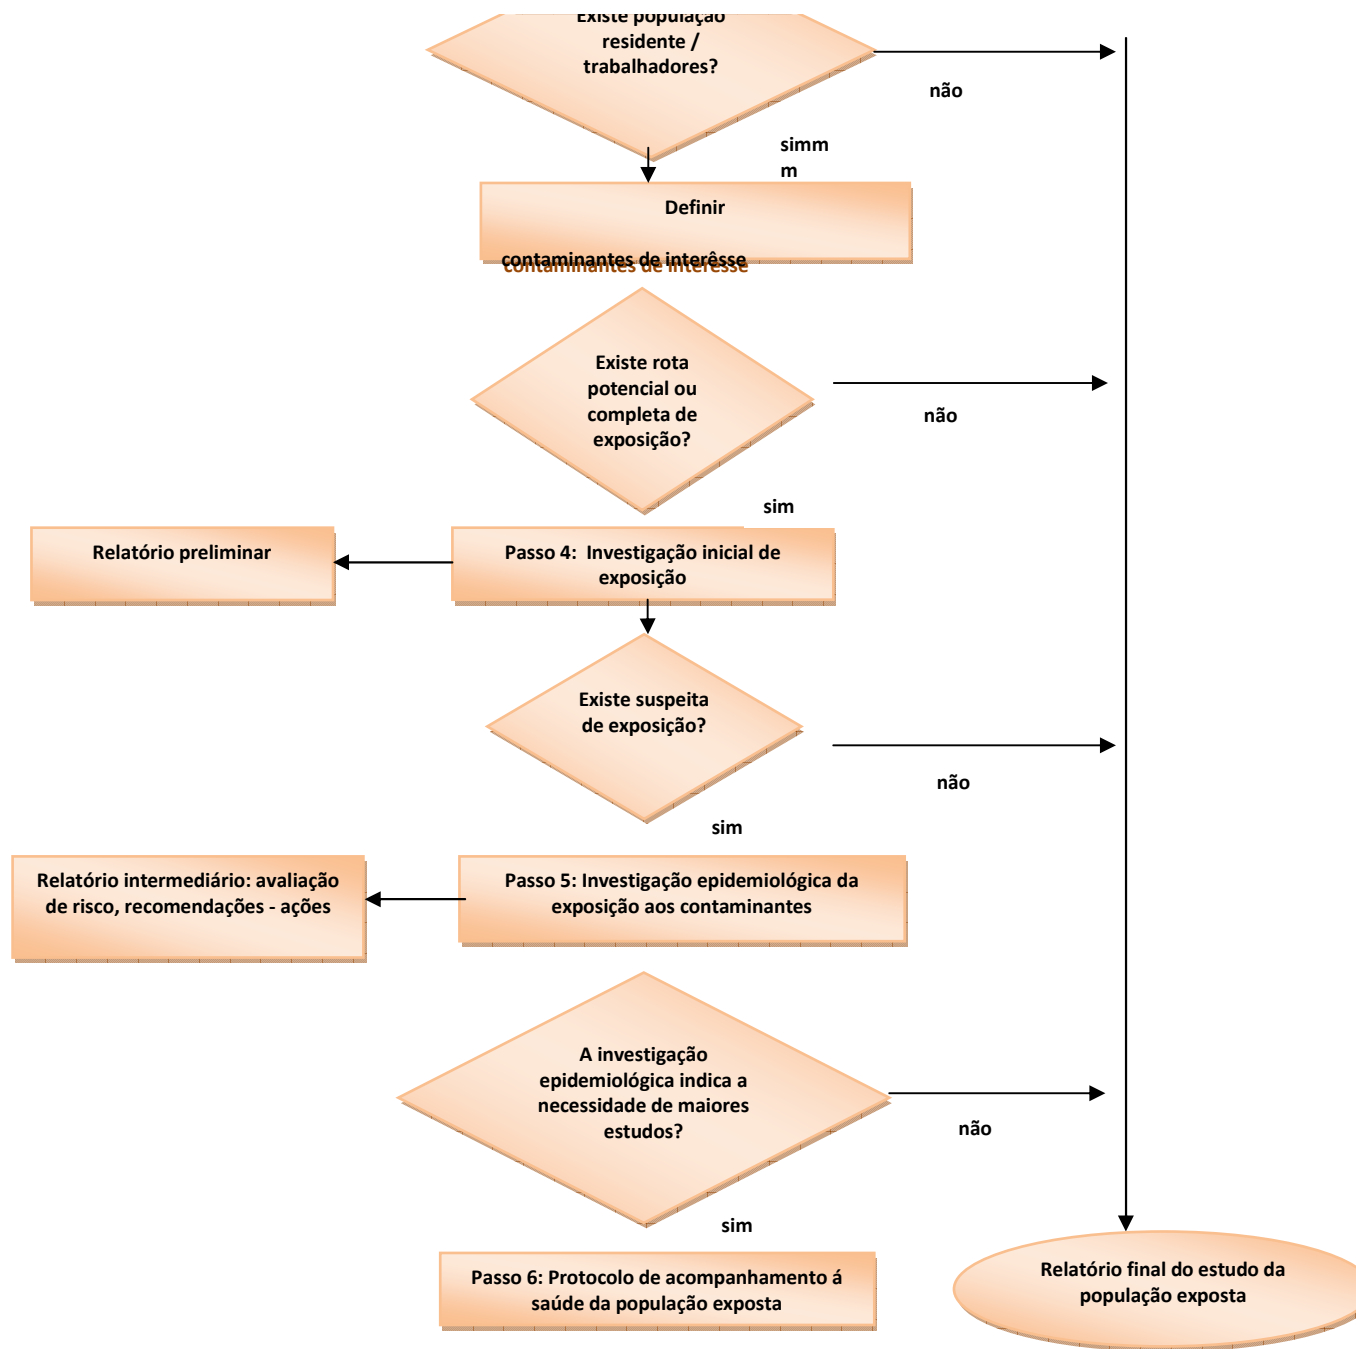 Existe população
residente /
trabalhadores?
não
simm
m
Definir
contaminantes de interêsse
Existe rota
potencial ou
completa de
exposição?
não
sim
Relatório preliminar
Passo 4: Investigação inicial de
exposição
Existe suspeita
de exposição?
não
sim
Relatório intermediário: avaliação
de risco, recomendações - ações
Passo 5: Investigação epidemiológica da
exposição aos contaminantes
A investigação
epidemiológica indica a
necessidade de maiores
estudos?
não
sim
Passo 6: Protocolo de acompanhamento á
saúde da população exposta
Relatório final do estudo da
população exposta